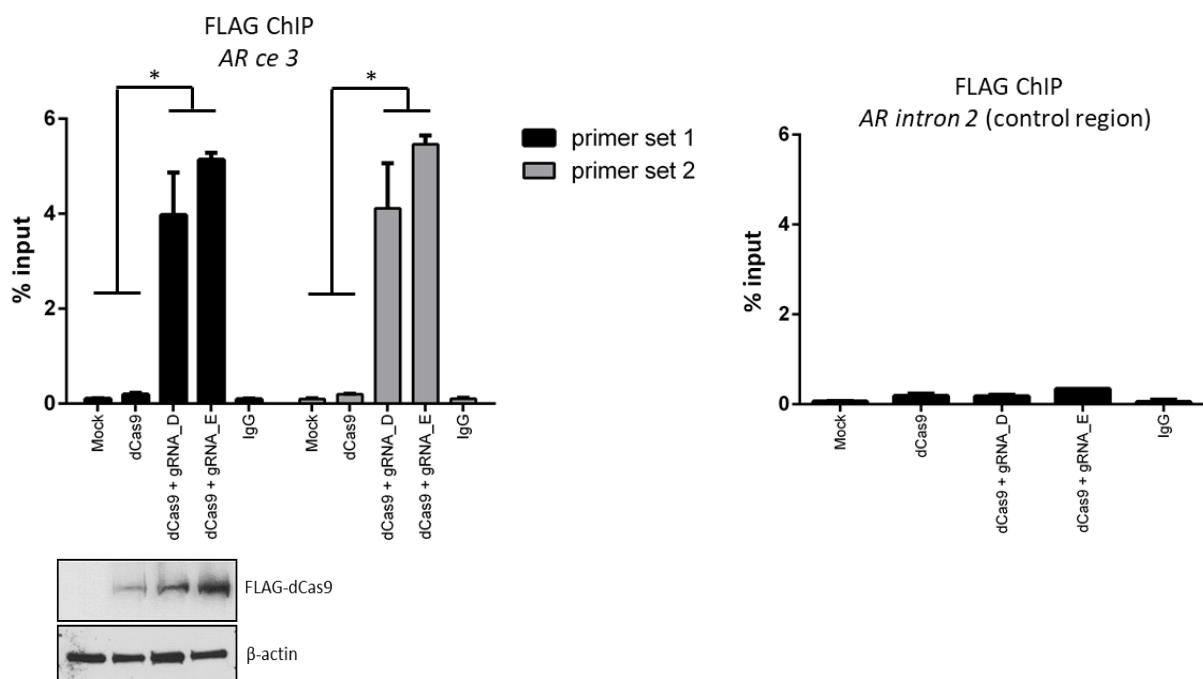 FLAG ChIP
AR ce 3
*
*
6
4
2
0
% input
Mock
dCas9
dCas9 + gRNA_D
dCas9 + gRNA_E
IgG
Mock
dCas9
dCas9 + gRNA_D
dCas9 + gRNA_E
IgG
primer set 1
primer set 2
FLAG ChIP
AR intron 2 (control region)
6
4
2
0
% input
Mock
dCas9
dCas9 + gRNA_D
dCas9 + gRNA_E
IgG
FLAG-dCas9
β-actin